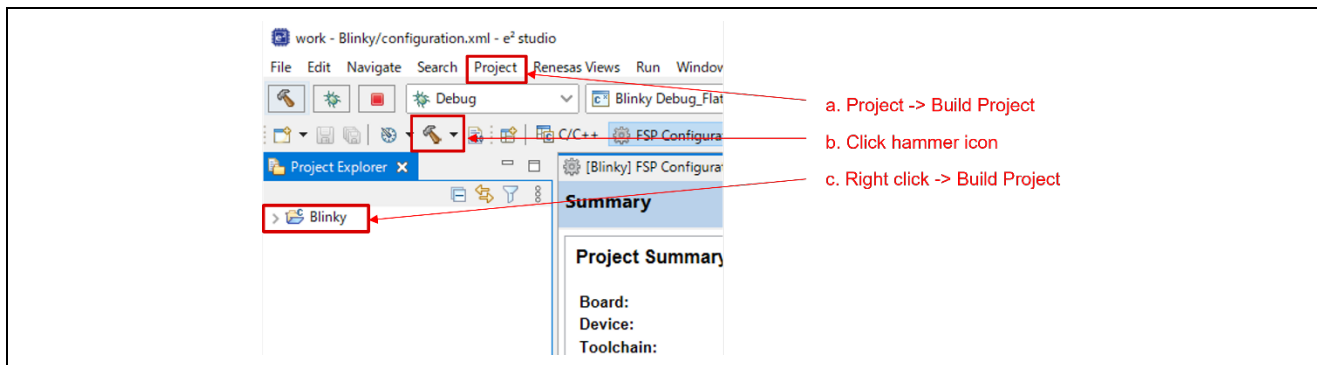 work - Blinky/configuration.xml - e² studio
File Edit Navigate Search Project Renesas Views Run Window
Debug
Blinky Debug_Flat
a. Project -> Build Project
C/C++
FSP Configura
b. Click hammer icon
Project Explorer
[Blinky] FSP Configurat
c. Right click -> Build Project
Summary
Blinky
Project Summary
Board:
Device:
Toolchain: